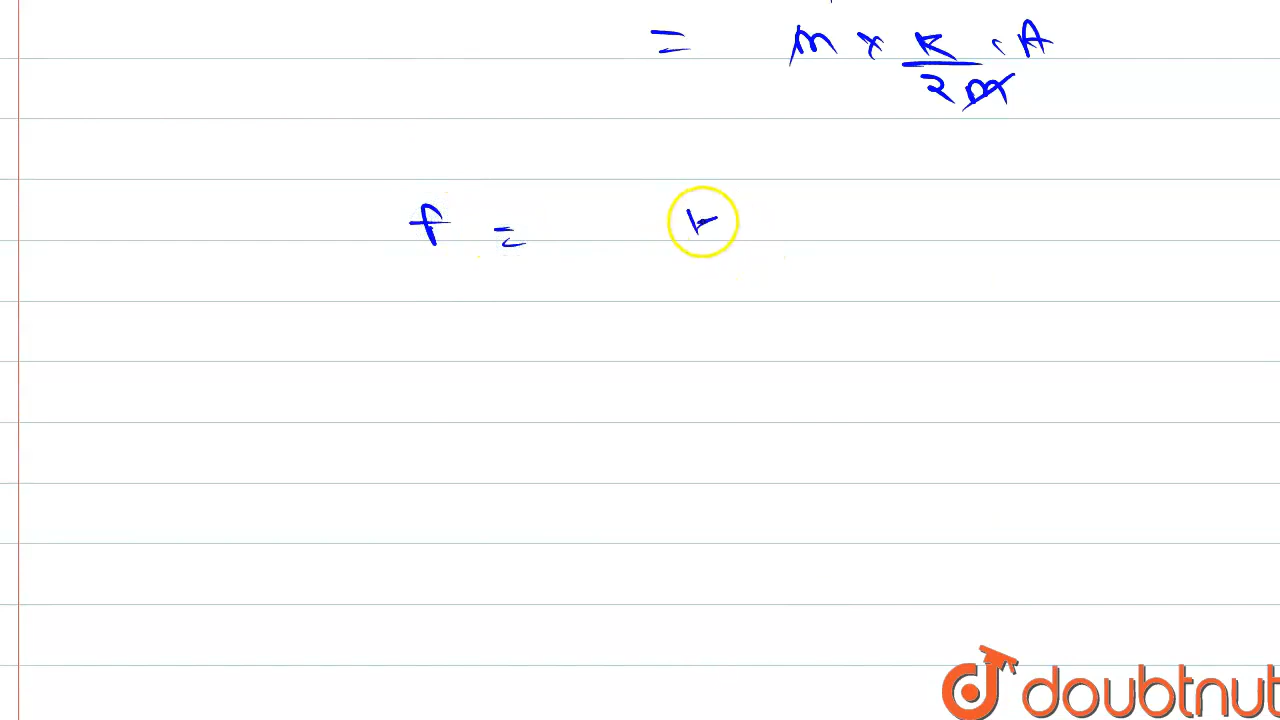 = m × K/2m . A
f =
doubtnut